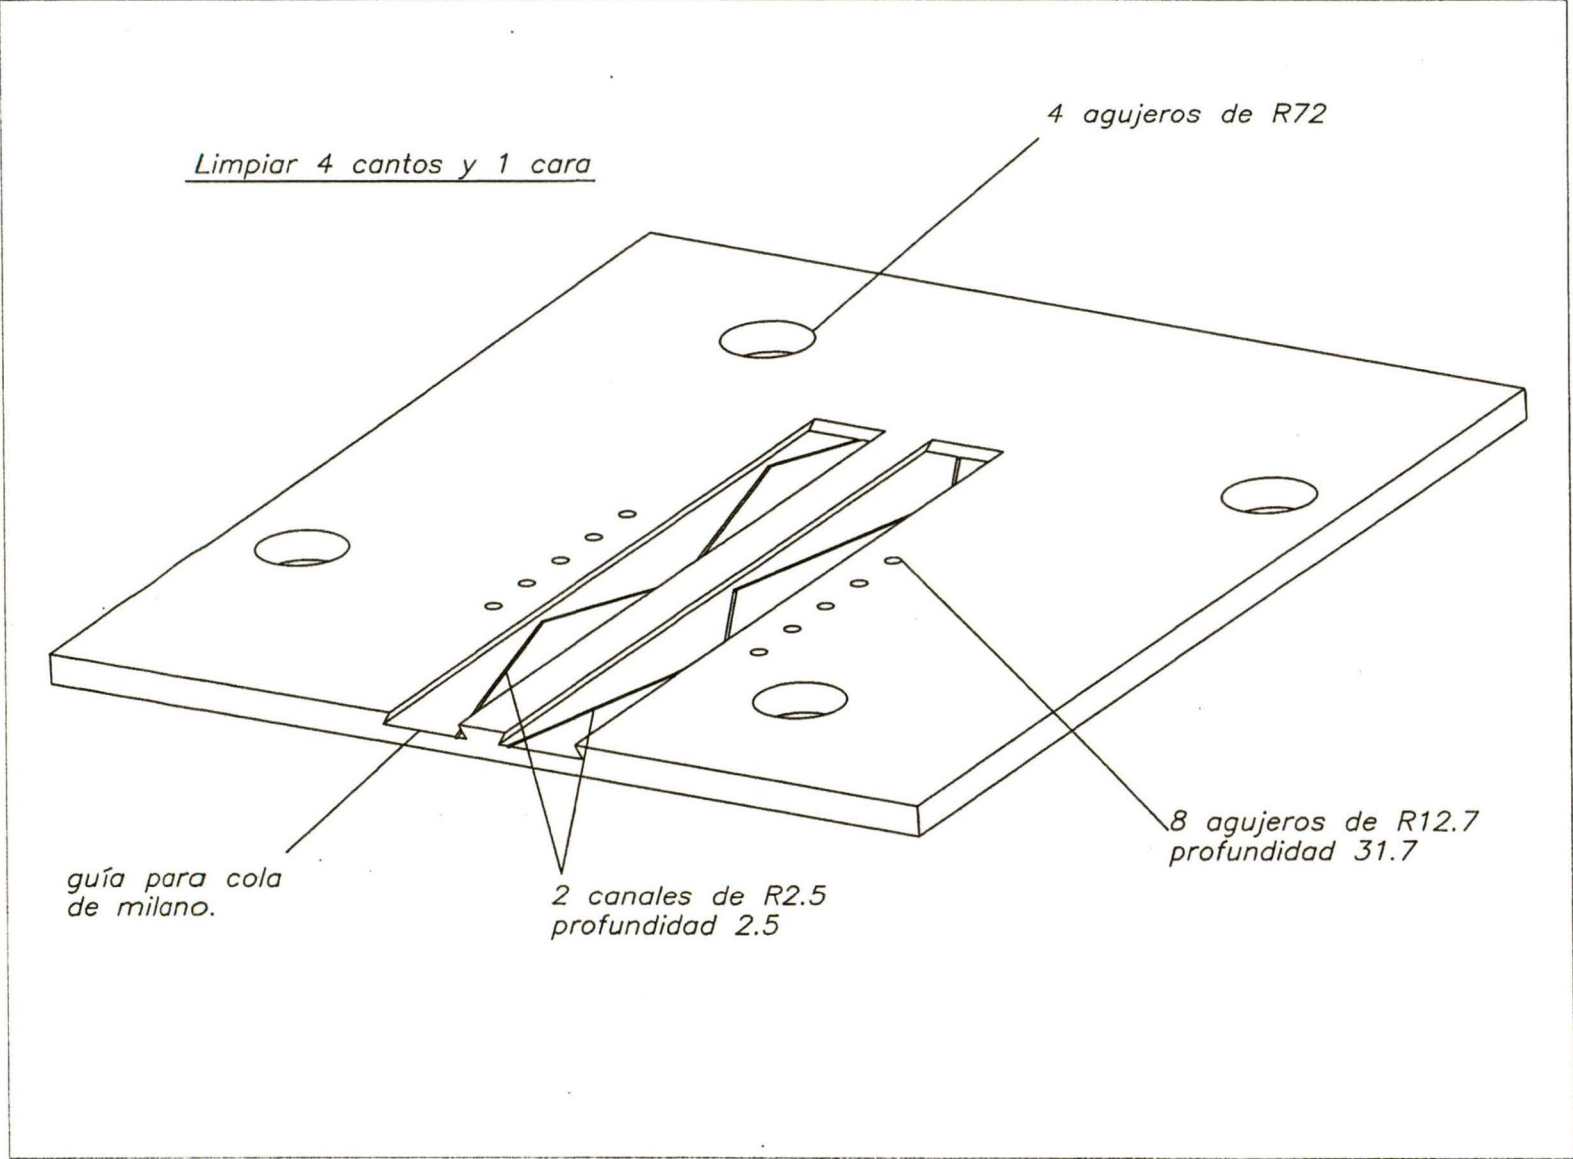 4 agujeros de R72
Limpiar 4 cantos y 1 cara
8 agujeros de R12.7
profundidad 31.7
guía para cola
de milano.
2 canales de R2.5
profundidad 2.5